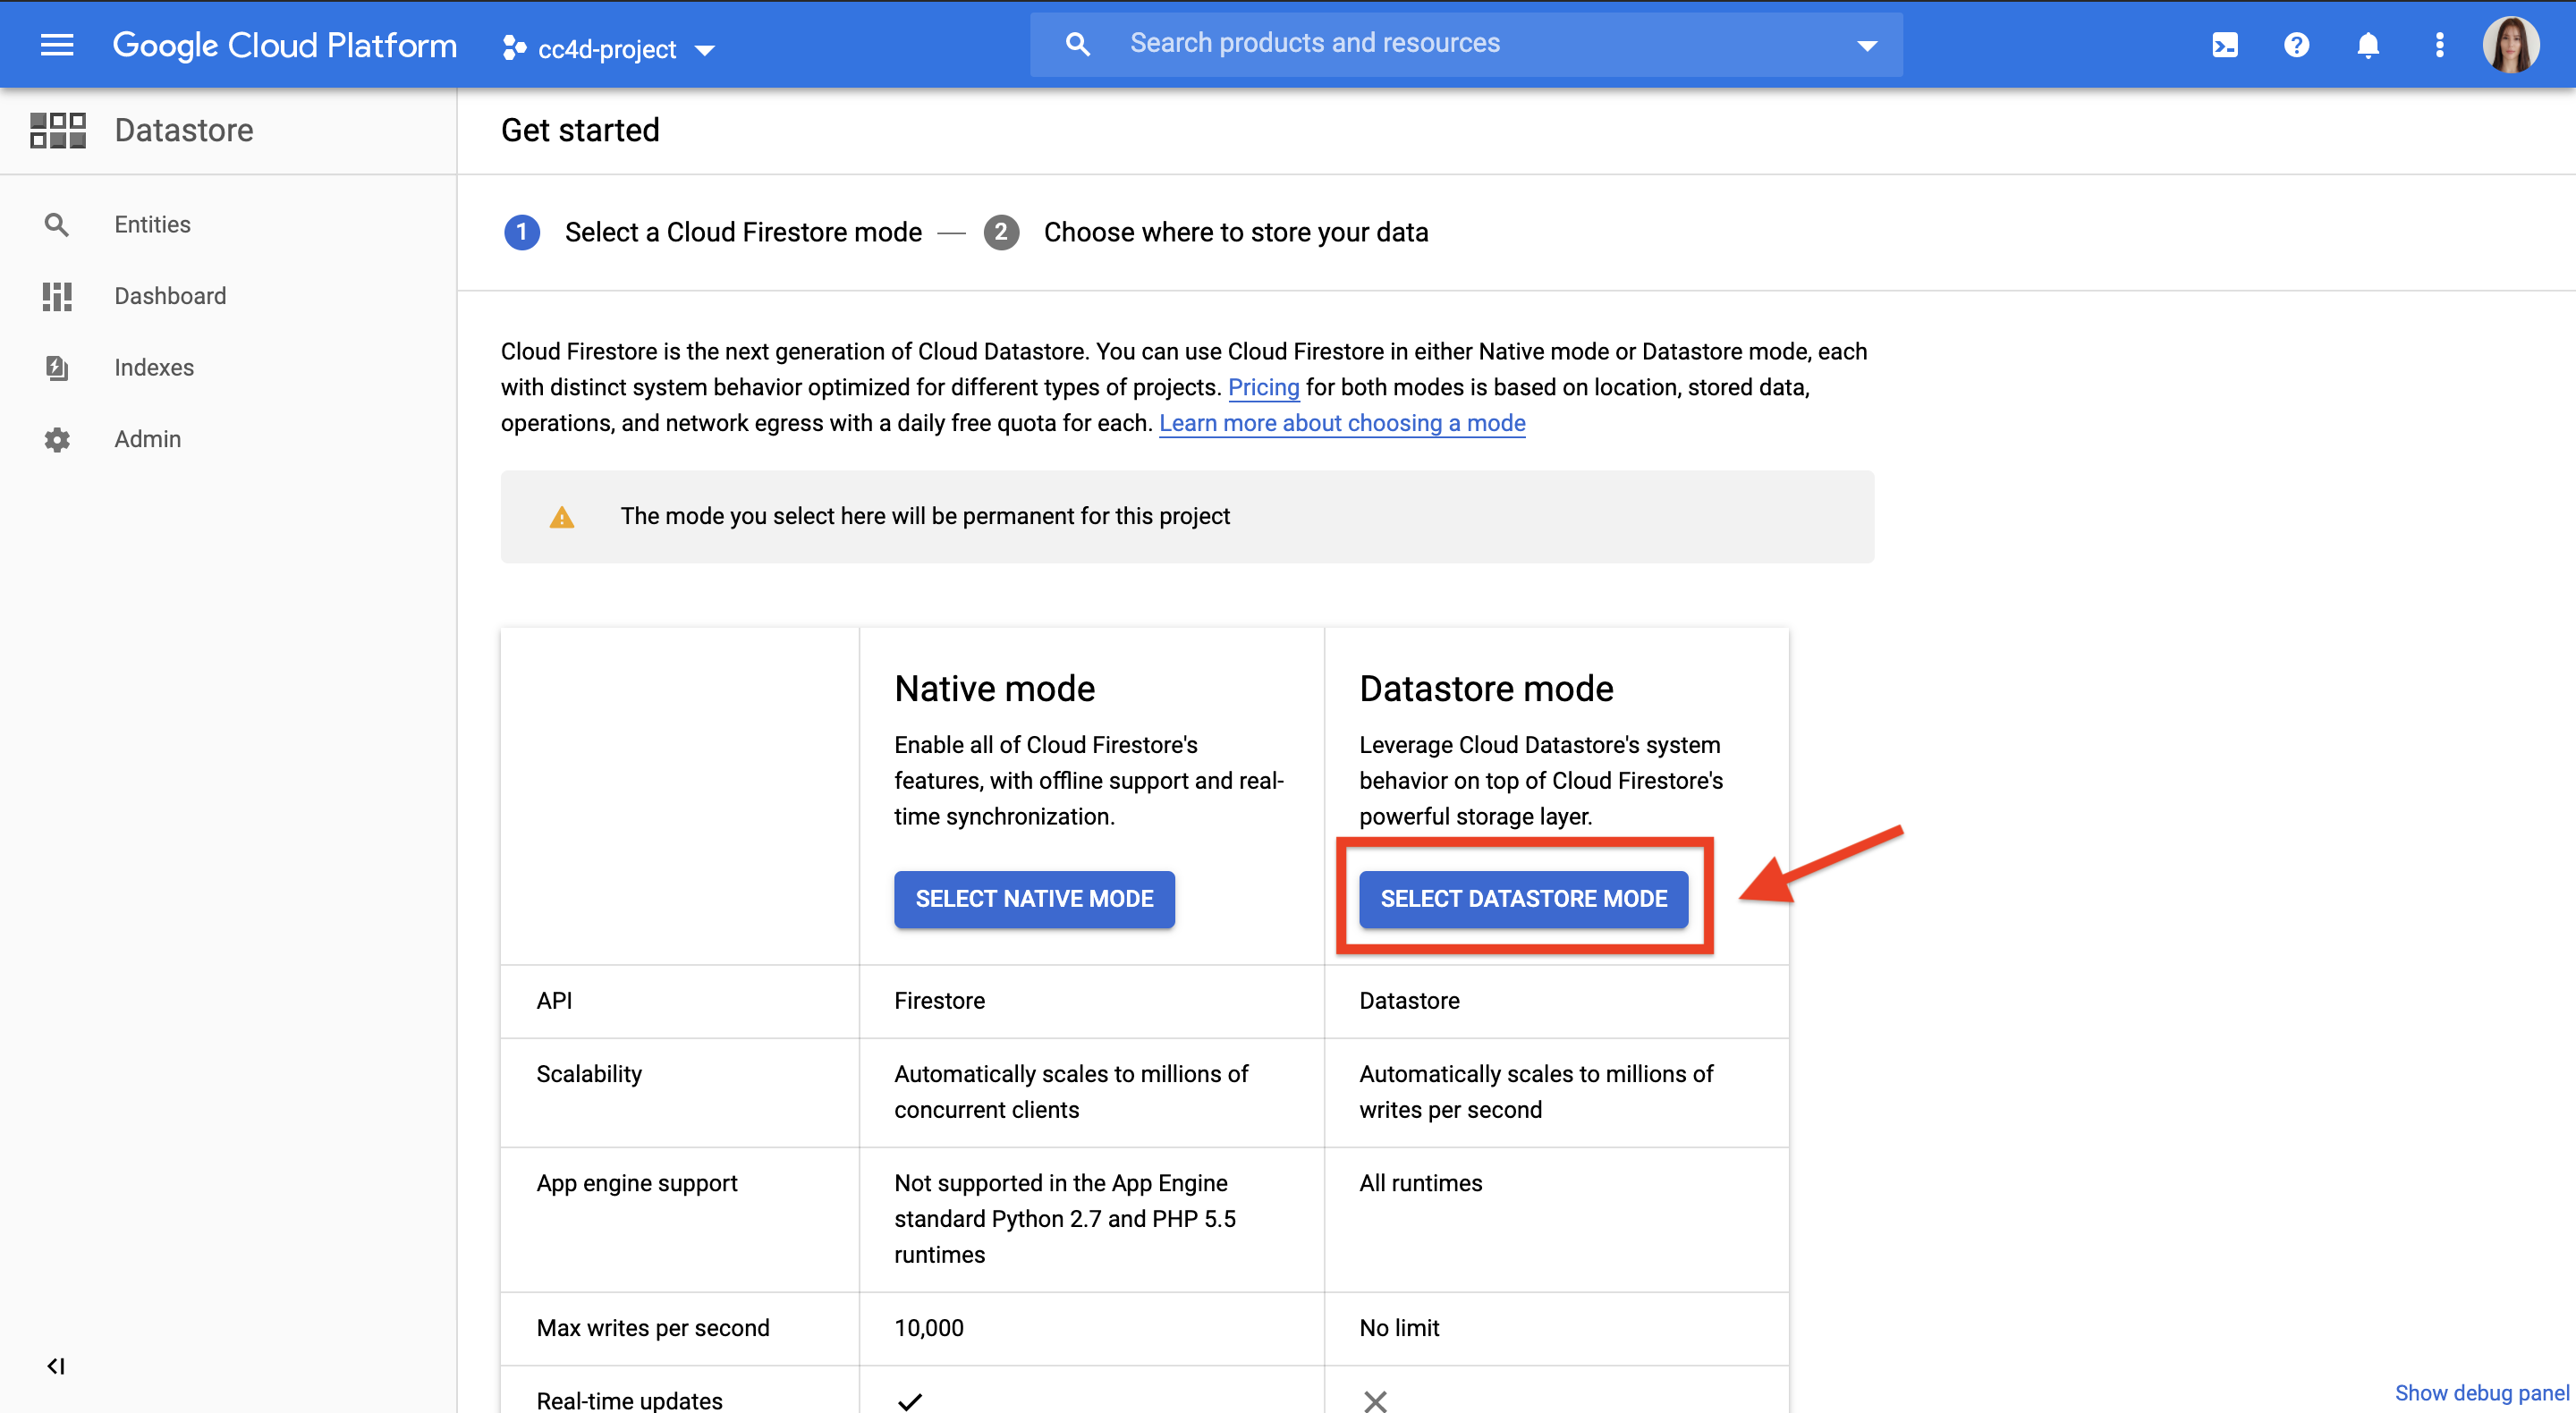 Google Cloud Platform
cc4d-project
Search products and resources
Datastore
Get started
Entities
Dashboard
Indexes
Admin
1 Select a Cloud Firestore mode — 2 Choose where to store your data
Cloud Firestore is the next generation of Cloud Datastore. You can use Cloud Firestore in either Native mode or Datastore mode, each
with distinct system behavior optimized for different types of projects. Pricing for both modes is based on location, stored data,
operations, and network egress with a daily free quota for each. Learn more about choosing a mode
The mode you select here will be permanent for this project
Native mode
Enable all of Cloud Firestore's
features, with offline support and real-
time synchronization.
SELECT NATIVE MODE
Datastore mode
Leverage Cloud Datastore's system
behavior on top of Cloud Firestore's
powerful storage layer.
SELECT DATASTORE MODE
API
Firestore
Datastore
Scalability
Automatically scales to millions of
concurrent clients
Automatically scales to millions of
writes per second
App engine support
Not supported in the App Engine
standard Python 2.7 and PHP 5.5
runtimes
All runtimes
Max writes per second
10,000
No limit
Real-time updates
Show debug panel